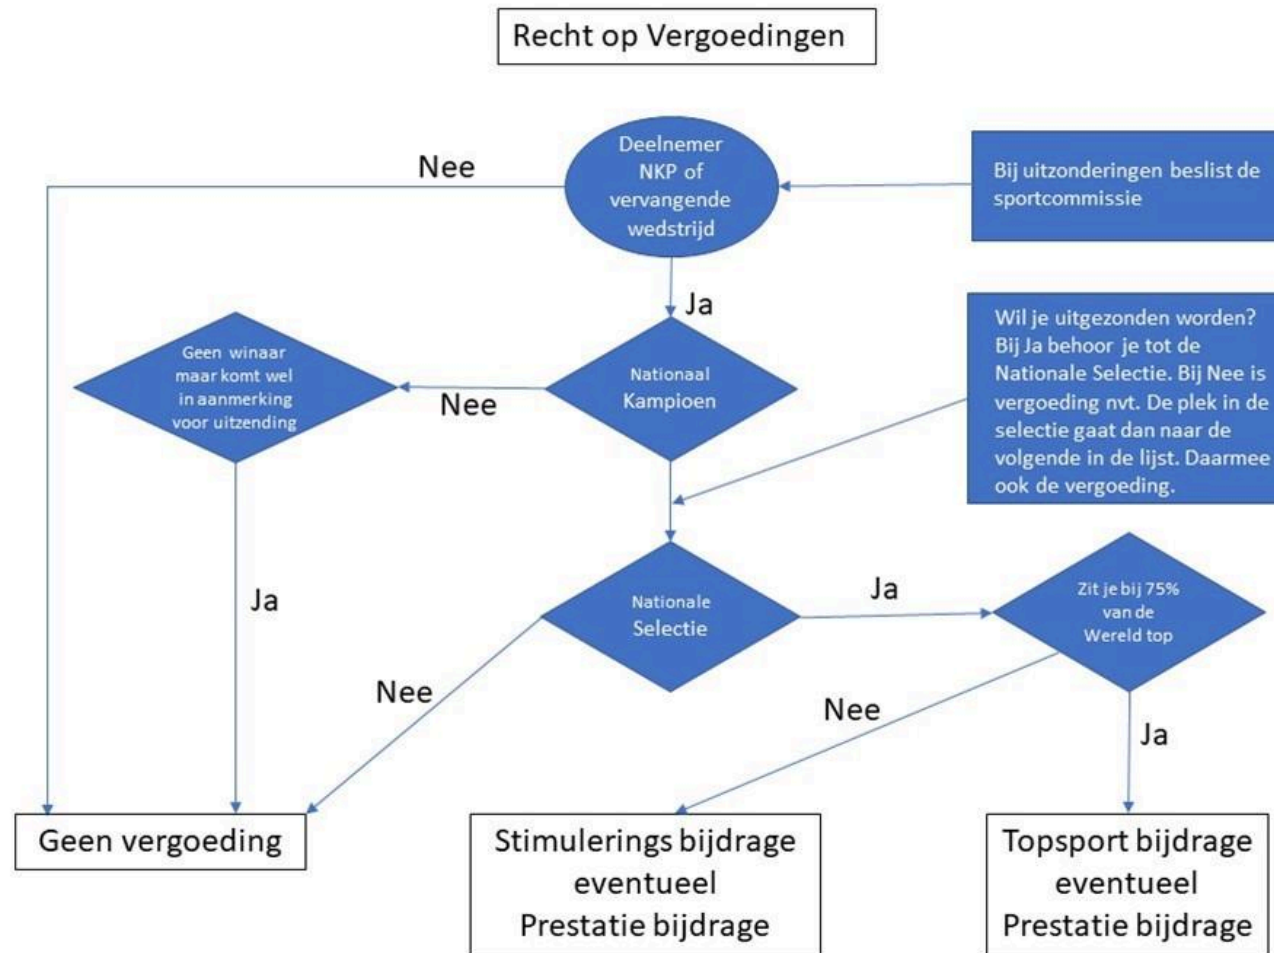 Recht op Vergoedingen
Deelnemer
NKP of
vervangende
wedstrijd
Nee
Bij uitzonderingen beslist de
sportcommissie
Ja
Wil je uitgezonden worden?
Bij Ja behoor je tot de
Nationale Selectie. Bij Nee is
vergoeding nvt. De plek in de
selectie gaat dan naar de
volgende in de lijst. Daarmee
ook de vergoeding.
Nationaal
Kampioen
Nee
Geen winaar
maar komt wel
in aanmerking
voor uitzending
Ja
Nationale
Selectie
Ja
Zit je bij 75%
van de
Wereld top
Nee
Nee
Ja
Geen vergoeding
Stimulerings bijdrage
eventueel
Prestatie bijdrage
Topsport bijdrage
eventueel
Prestatie bijdrage